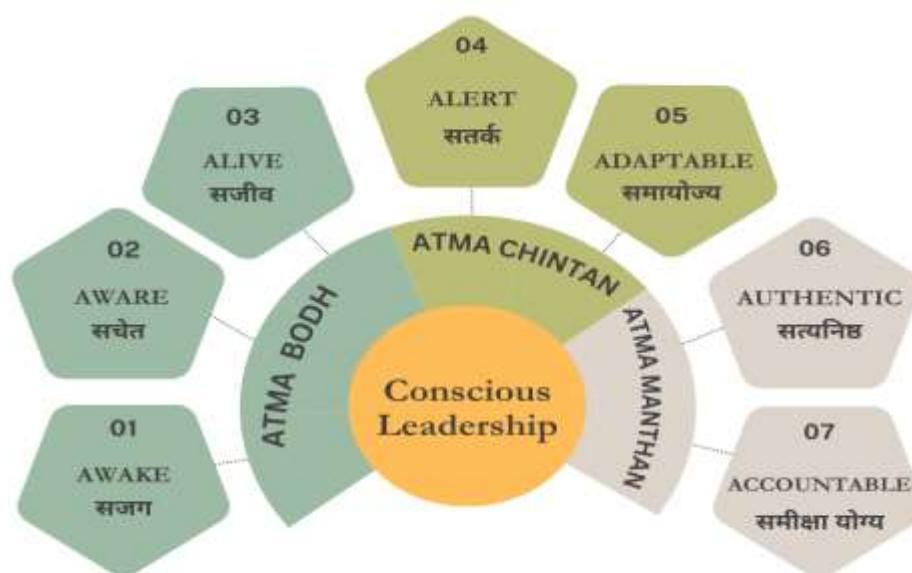 01
AWAKE
सजग
02
AWARE
सचेत
03
ALIVE
सजीव
04
ALERT
सतर्क
05
ADAPTABLE
समायोज्य
06
AUTHENTIC
सत्यनिष्ठ
07
ACCOUNTABLE
समीक्षा योग्य
ATMA BODH
ATMA CHINTAN
ATMA MANTHAN
Conscious
Leadership